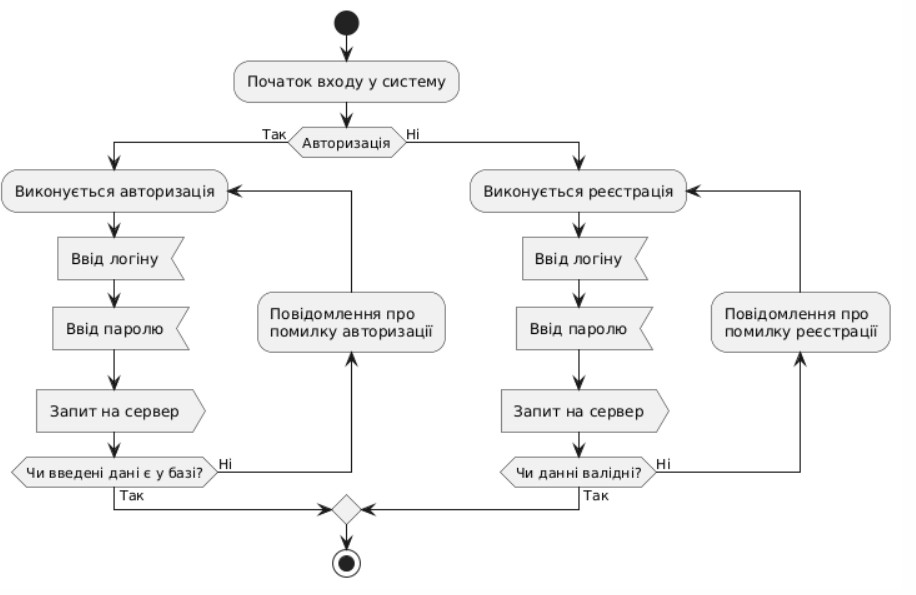 Початок входу у систему
Так
Авторизація
Ні
Виконується авторизація
Ввід логіну
Ввід паролю
Повідомлення про
помилку авторизації
Запит на сервер
Чи введені дані є у базі?
Ні
Так
Виконується реєстрація
Ввід логіну
Ввід паролю
Повідомлення про
помилку реєстрації
Запит на сервер
Чи данні валідні?
Ні
Так